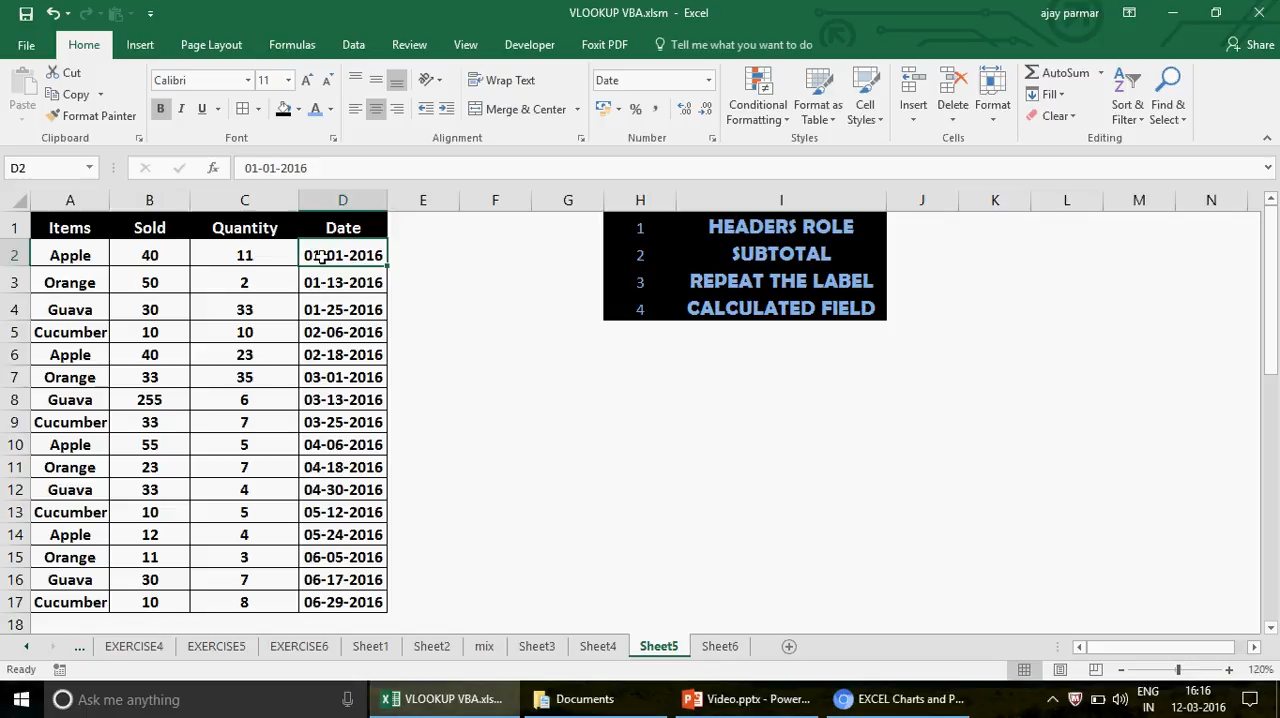 VLOOKUP VBA.xlsm - Excel
ajay parmar
File Home Insert Page Layout Formulas Data Review View Developer Foxit PDF Tell me what you want to do Share
Paste
Cut
Copy
Format Painter
Clipboard
Calibri 11
B I U
Font
Wrap Text
Merge & Center
Alignment
Date
%
Number
Conditional Formatting
Format as Table
Cell Styles
Styles
Insert
Delete
Format
Cells
AutoSum
Fill
Clear
Sort & Filter
Find & Select
Editing
D2 fx 01-01-2016
A B C D E F G H I J K L M N
1 Items Sold Quantity Date 1 HEADERS ROLE
2 Apple 40 11 01-01-2016 2 SUBTOTAL
3 Orange 50 2 01-13-2016 3 REPEAT THE LABEL
4 Guava 30 33 01-25-2016 4 CALCULATED FIELD
5 Cucumber 10 10 02-06-2016
6 Apple 40 23 02-18-2016
7 Orange 33 35 03-01-2016
8 Guava 255 6 03-13-2016
9 Cucumber 33 7 03-25-2016
10 Apple 55 5 04-06-2016
11 Orange 23 7 04-18-2016
12 Guava 33 4 04-30-2016
13 Cucumber 10 5 05-12-2016
14 Apple 12 4 05-24-2016
15 Orange 11 3 06-05-2016
16 Guava 30 7 06-17-2016
17 Cucumber 10 8 06-29-2016
18
... EXERCISE4 EXERCISE5 EXERCISE6 Sheet1 Sheet2 mix Sheet3 Sheet4 Sheet5 Sheet6
Ready 120%
Ask me anything
VLOOKUP VBA.xls...
Documents
Video.pptx - Power...
EXCEL Charts and P...
ENG
IN
16:16
12-03-2016